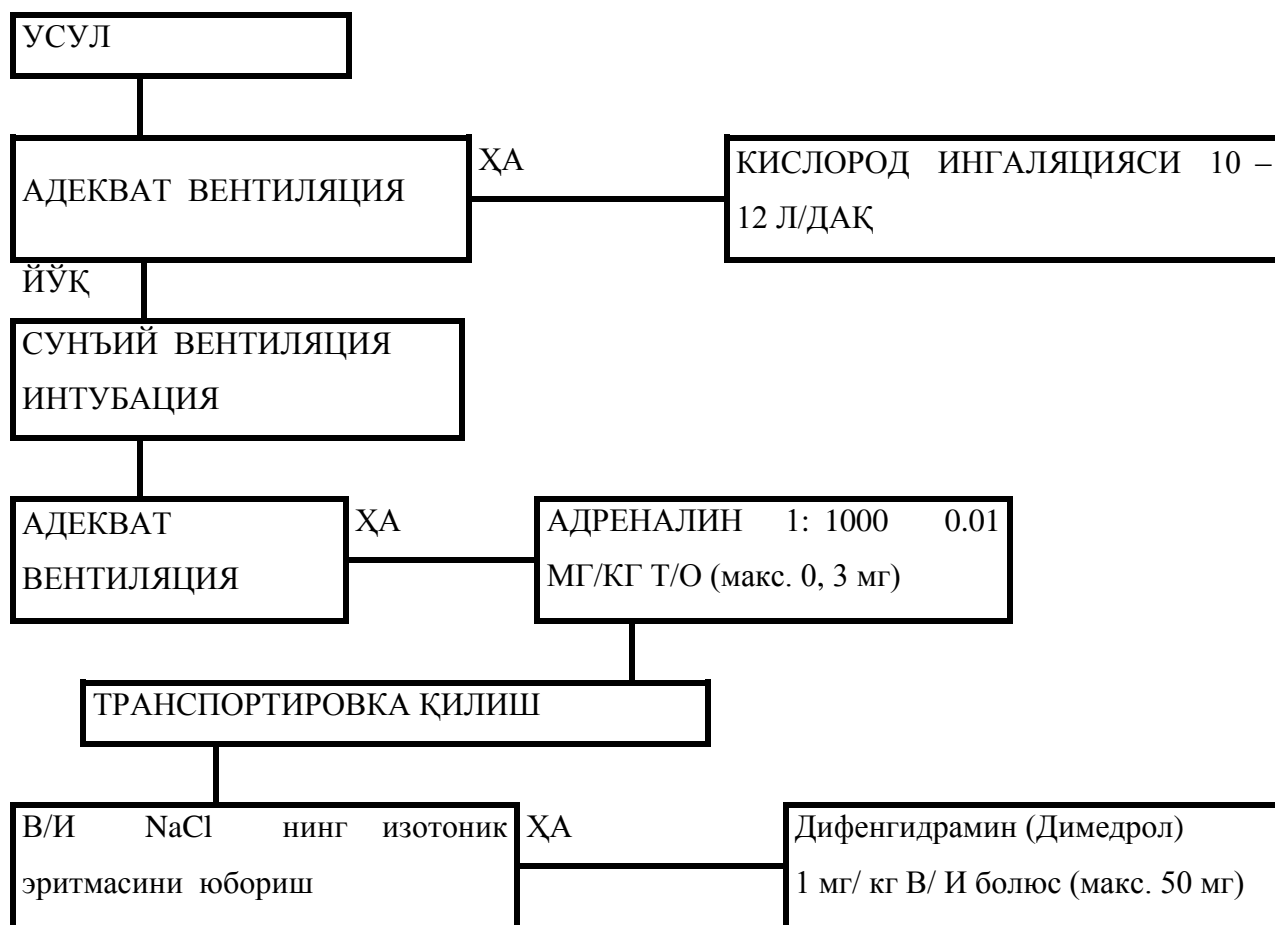 УСУЛ
АДЕКВАТ ВЕНТИЛЯЦИЯ
ҲА
КИСЛОРОД ИНГАЛЯЦИЯСИ 10 –
12 Л/ДАҚ
ЙЎҚ
СУНЪИЙ ВЕНТИЛЯЦИЯ
ИНТУБАЦИЯ
АДЕКВАТ
ВЕНТИЛЯЦИЯ
ҲА
АДРЕНАЛИН 1: 1000 0.01
МГ/КГ Т/О (макс. 0, 3 мг)
ТРАНСПОРТИРОВКА ҚИЛИШ
В/И NaCl нинг изотоник
эритмасини юбориш
ҲА
Дифенгидрамин (Димедрол)
1 мг/ кг В/ И болюс (макс. 50 мг)